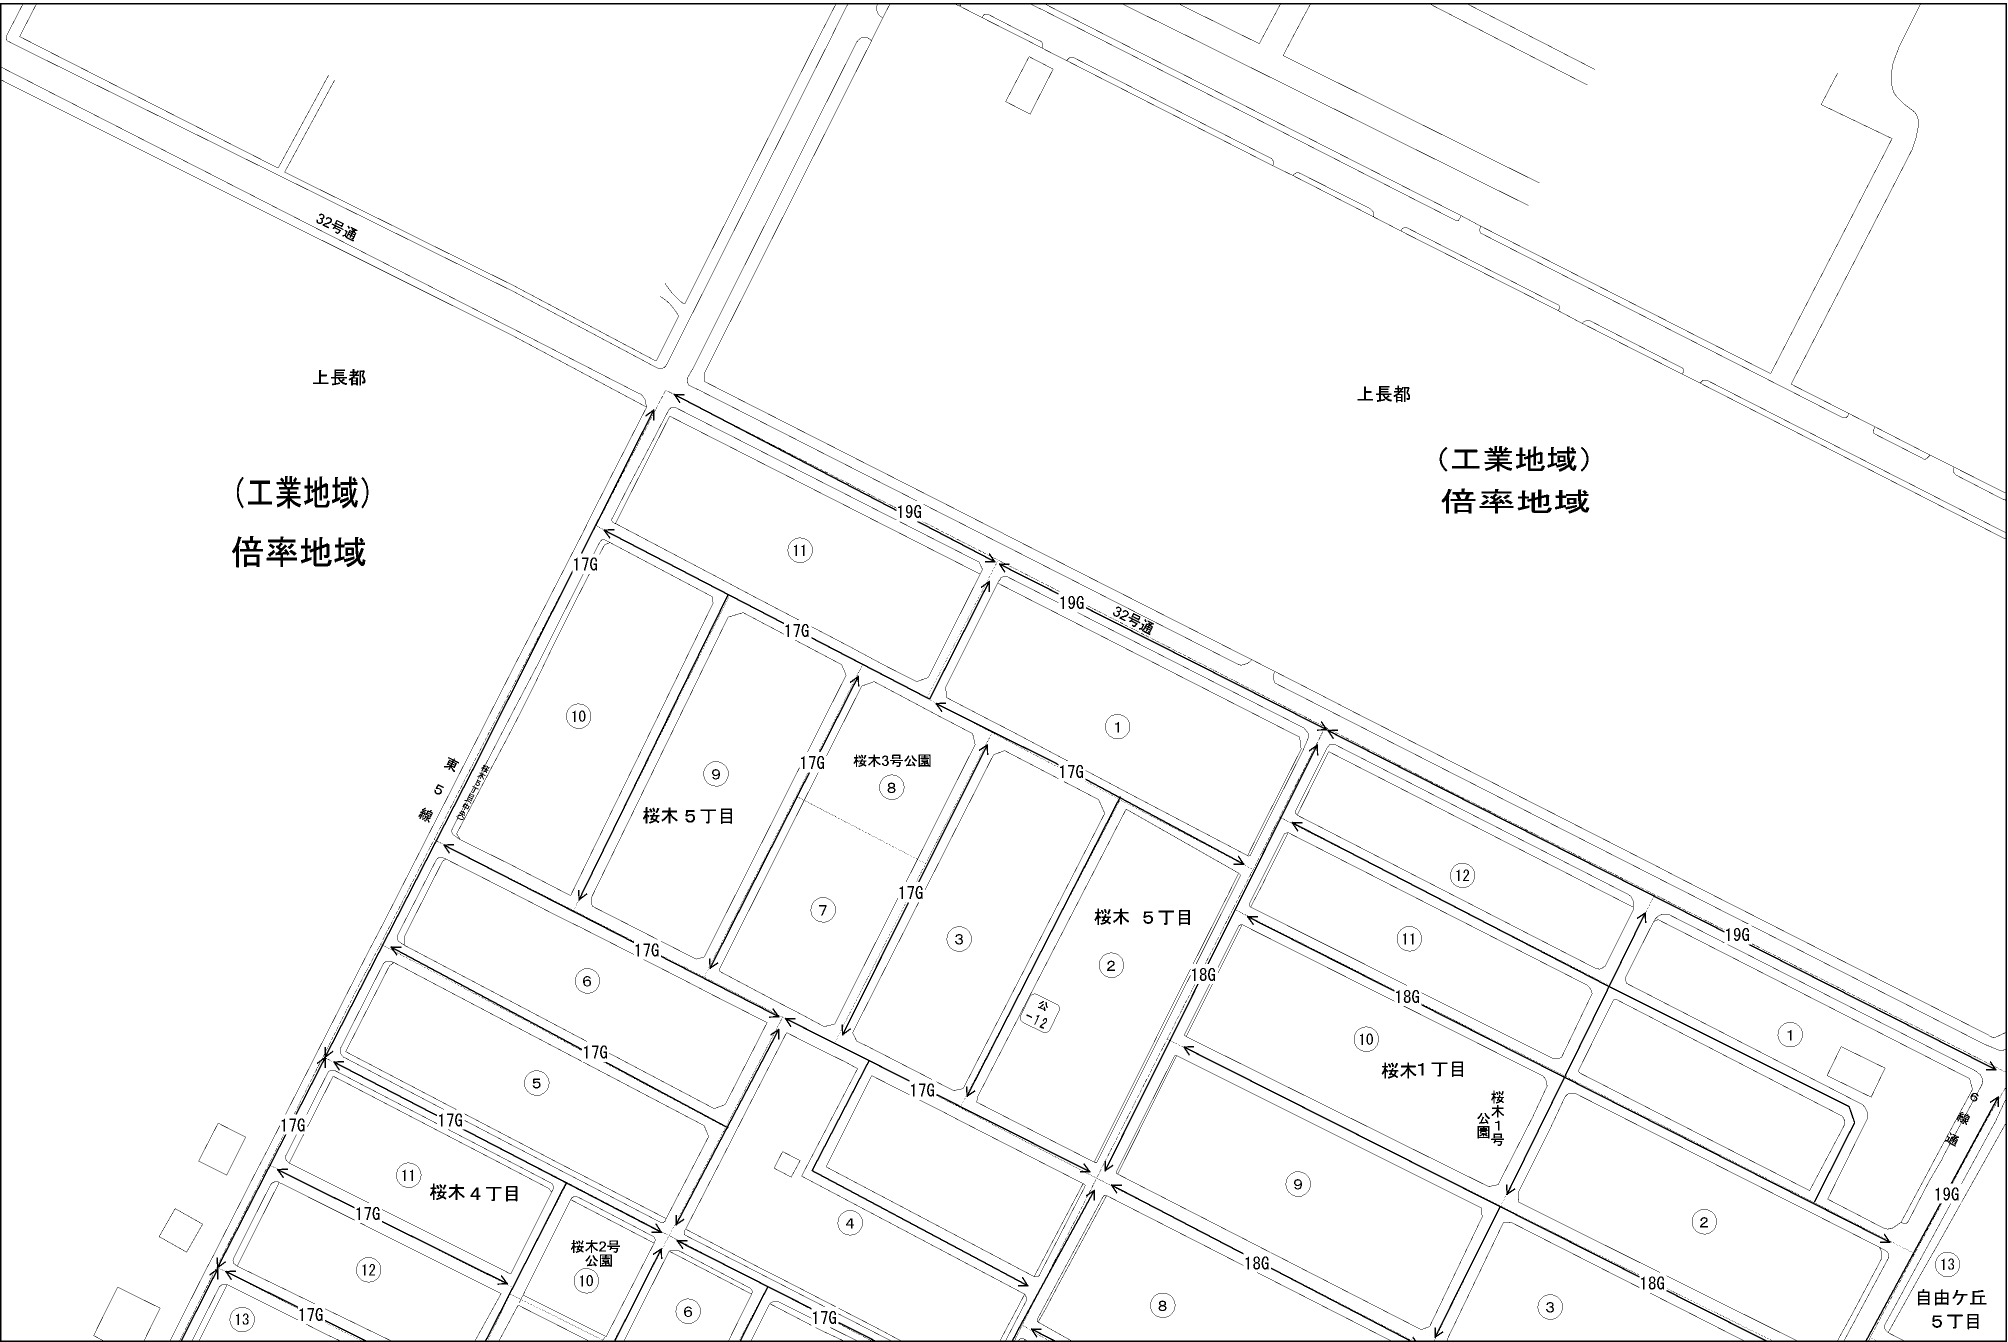 32号通
上長都
上長都
(工業地域)
倍率地域
(工業地域)
倍率地域
19G
⑪
17G
19G
32号通
17G
⑩
①
桜木3号公園
⑧
17G
17G
⑨
桜木5丁目
東5線
⑫
⑦
17G
③
桜木 5丁目
⑪
19G
17G
⑥
②
18G
18G
公
-12
①
⑩
桜木1丁目
17G
⑤
17G
桜木1号
公園
6線通
17G
17G
⑪
桜木4丁目
⑨
19G
17G
④
②
桜木2号
公園
⑩
⑫
18G
⑬
18G
自由ケ丘
5丁目
17G
⑬
⑥
17G
⑧
③